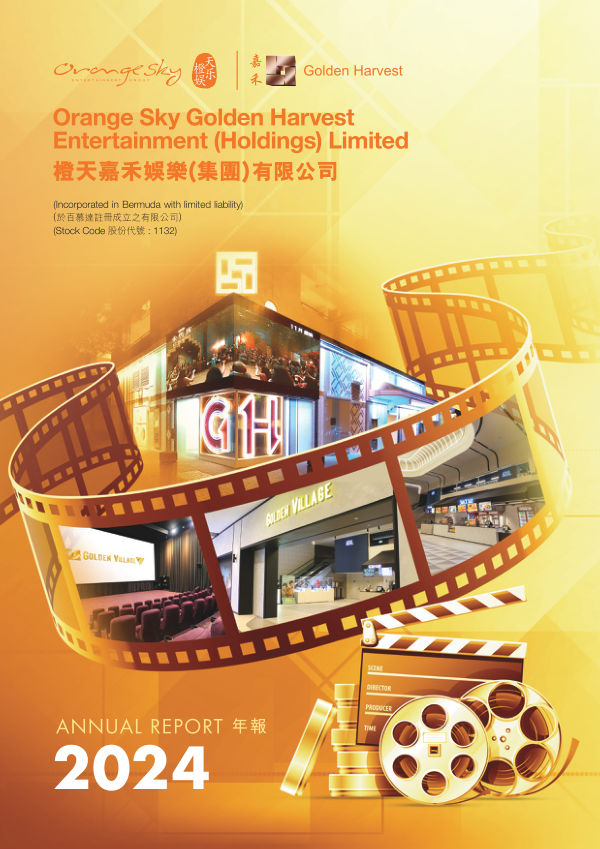 orange sky
ENTERTAINMENT GROUP
橙天娛乐
嘉禾
Golden Harvest
Orange Sky Golden Harvest
Entertainment (Holdings) Limited
橙天嘉禾娛樂(集團)有限公司
(Incorporated in Bermuda with limited liability)
(於百慕達註冊成立之有限公司)
(Stock Code 股份代號 : 1132)
GH
GOLDEN VILLAGE
GOLDEN VILLAGE
SCENE
DIRECTOR
PRODUCER
TIME
ANNUAL REPORT 年報
2024